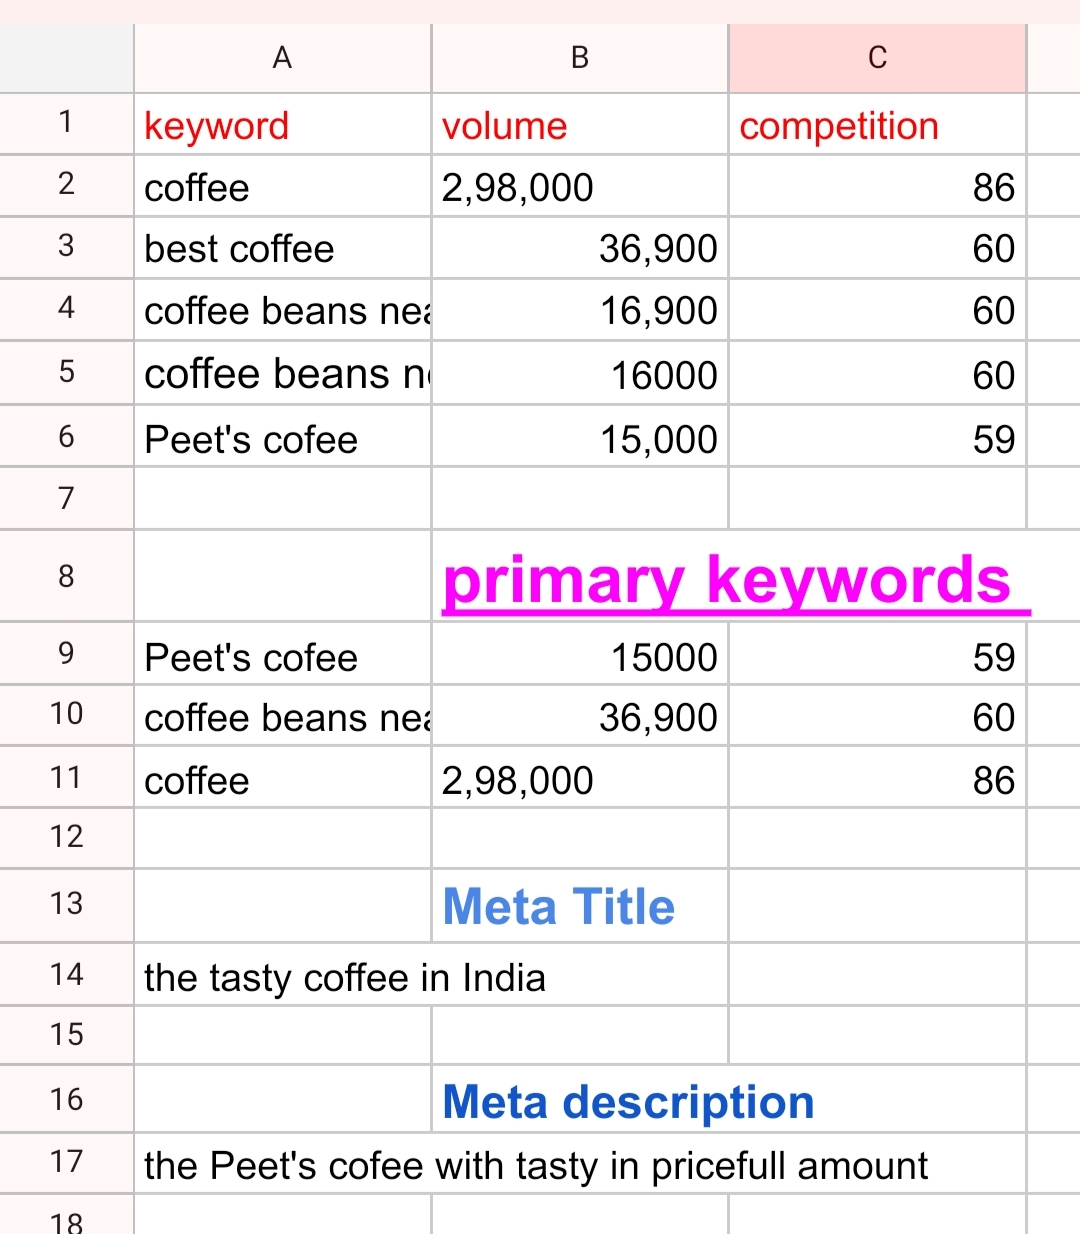 A B C
1 keyword volume competition
2 coffee 2,98,000 86
3 best coffee 36,900 60
4 coffee beans 16,900 60
5 coffee beans 16000 60
6 Peet's cofee 15,000 59
7
8 primary keywords
9 Peet's cofee 15000 59
10 coffee beans 36,900 60
11 coffee 2,98,000 86
12
13 Meta Title
14 the tasty coffee in India
15
16 Meta description
17 the Peet's cofee with tasty in pricefull amount
18